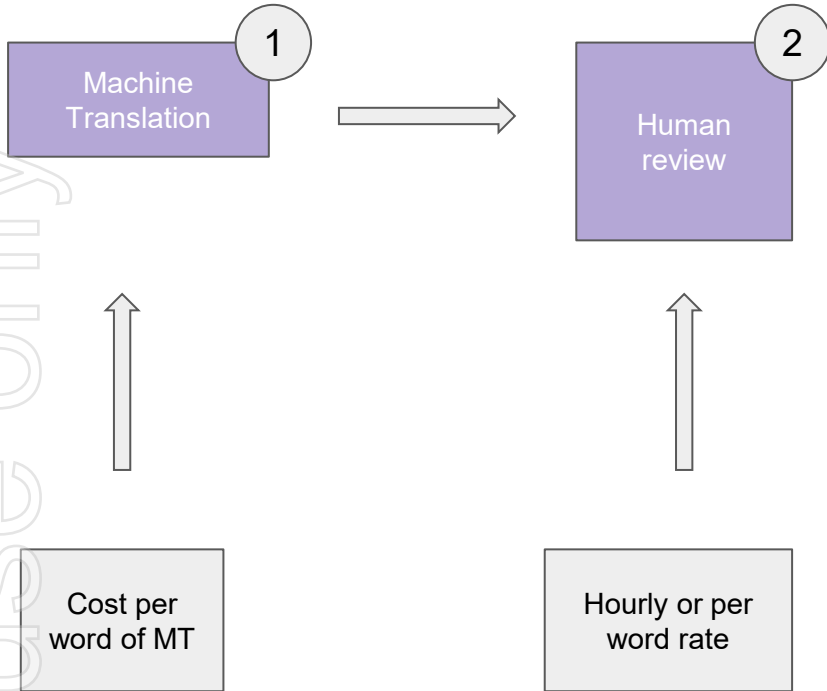 1
Machine
Translation
2
Human
review
Cost per
word of MT
Hourly or per
word rate